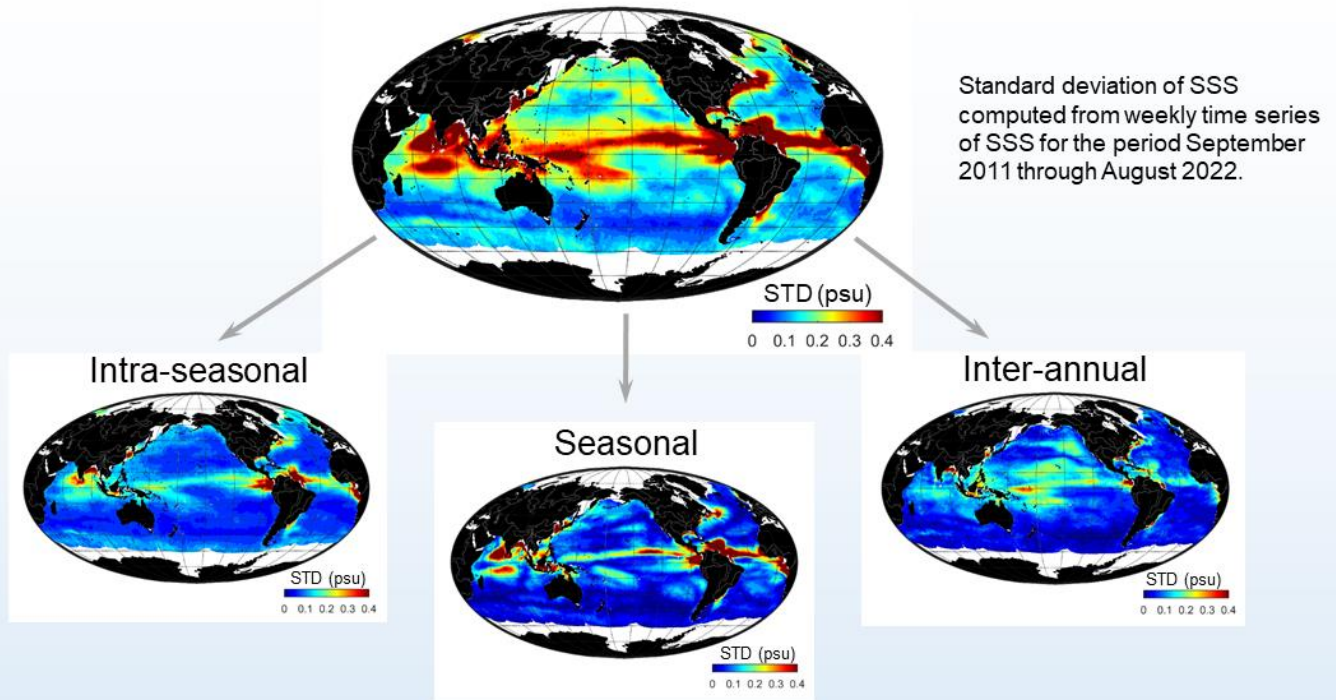 Standard deviation of SSS
computed from weekly time series
of SSS for the period September
2011 through August 2022.
STD (psu)
0 0.1 0.2 0.3 0.4
Intra-seasonal
STD (psu)
0 0.1 0.2 0.3 0.4
Seasonal
STD (psu)
0 0.1 0.2 0.3 0.4
Inter-annual
STD (psu)
0 0.1 0.2 0.3 0.4